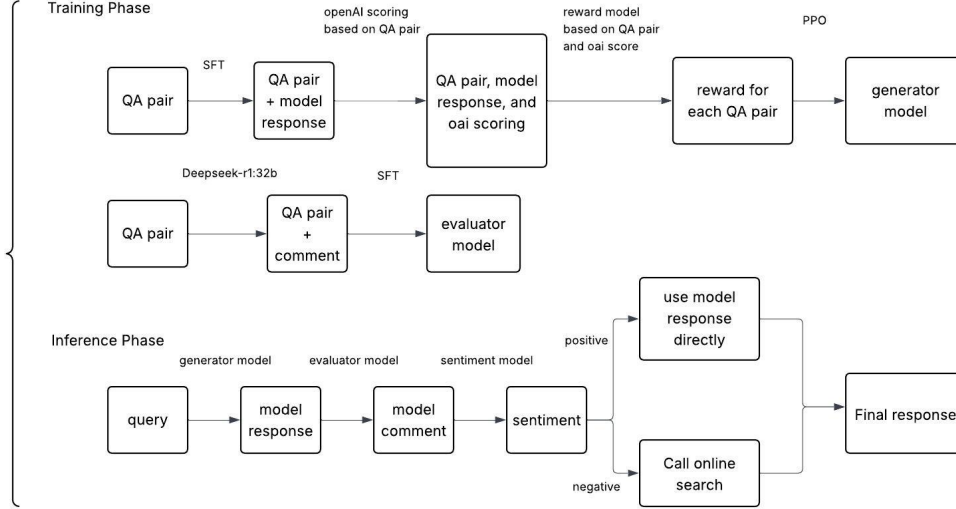 Training Phase
openAI scoring
based on QA pair
reward model
based on QA pair
and oai score
PPO
SFT
QA pair
QA pair
+ model
response
QA pair, model
response, and
oai scoring
reward for
each QA pair
generator
model
Deepseek-r1:32b
SFT
QA pair
QA pair
+
comment
evaluator
model
Inference Phase
generator model
evaluator model
sentiment model
query
model
response
model
comment
sentiment
positive
use model
response
directly
negative
Call online
search
Final response